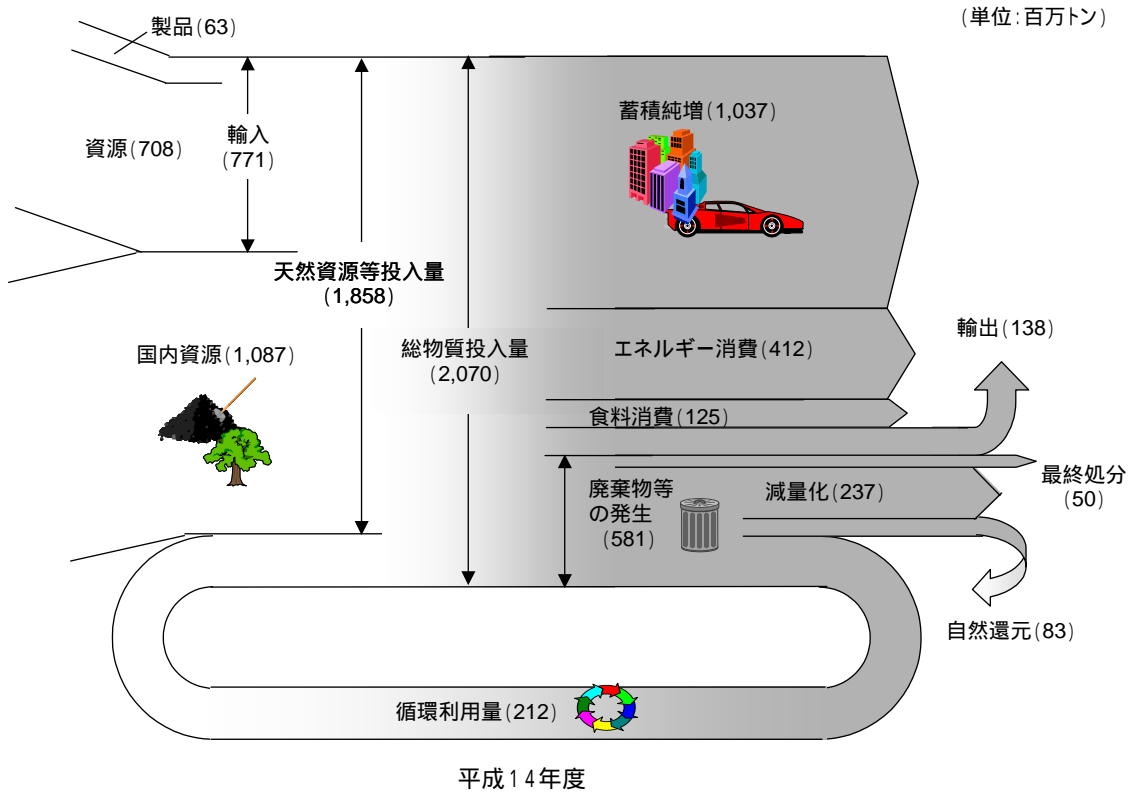 (単位:百万トン)
製品(63)
蓄積純増(1,037)
資源(708)
輸入
(771)
天然資源等投入量
(1,858)
輸出(138)
国内資源(1,087)
総物質投入量
(2,070)
エネルギー消費(412)
食料消費(125)
最終処分
(50)
廃棄物等
の発生
(581)
減量化(237)
自然還元(83)
循環利用量(212)
平成14年度